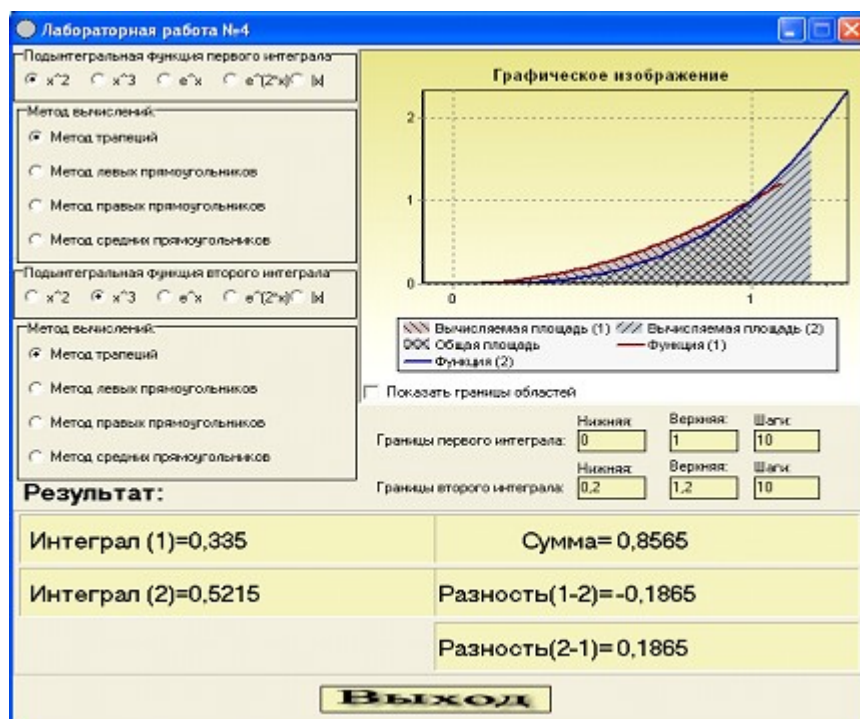 Лабораторная работа №4
Подынтегральная функция первого интеграла
x^2 x^3 e^x e^(2*x) |x|
Метод вычислений:
Метод трапеций
Метод левых прямоугольников
Метод правых прямоугольников
Метод средних прямоугольников
Подынтегральная функция второго интеграла
x^2 x^3 e^x e^(2*x) |x|
Метод вычислений:
Метод трапеций
Метод левых прямоугольников
Метод правых прямоугольников
Метод средних прямоугольников
Графическое изображение
2
1
0
0 1
Вычисляемая площадь (1) Вычисляемая площадь (2)
Общая площадь Функция (1)
Функция (2)
Показать границы областей
Нижняя: Верхняя: Шаги:
Границы первого интеграла: 0 1 10
Нижняя: Верхняя: Шаги:
Границы второго интеграла: 0,2 1,2 10
Результат:
Интеграл (1)=0,335 Сумма= 0,8565
Интеграл (2)=0,5215 Разность(1-2)=-0,1865
Разность(2-1)=0,1865
Выход